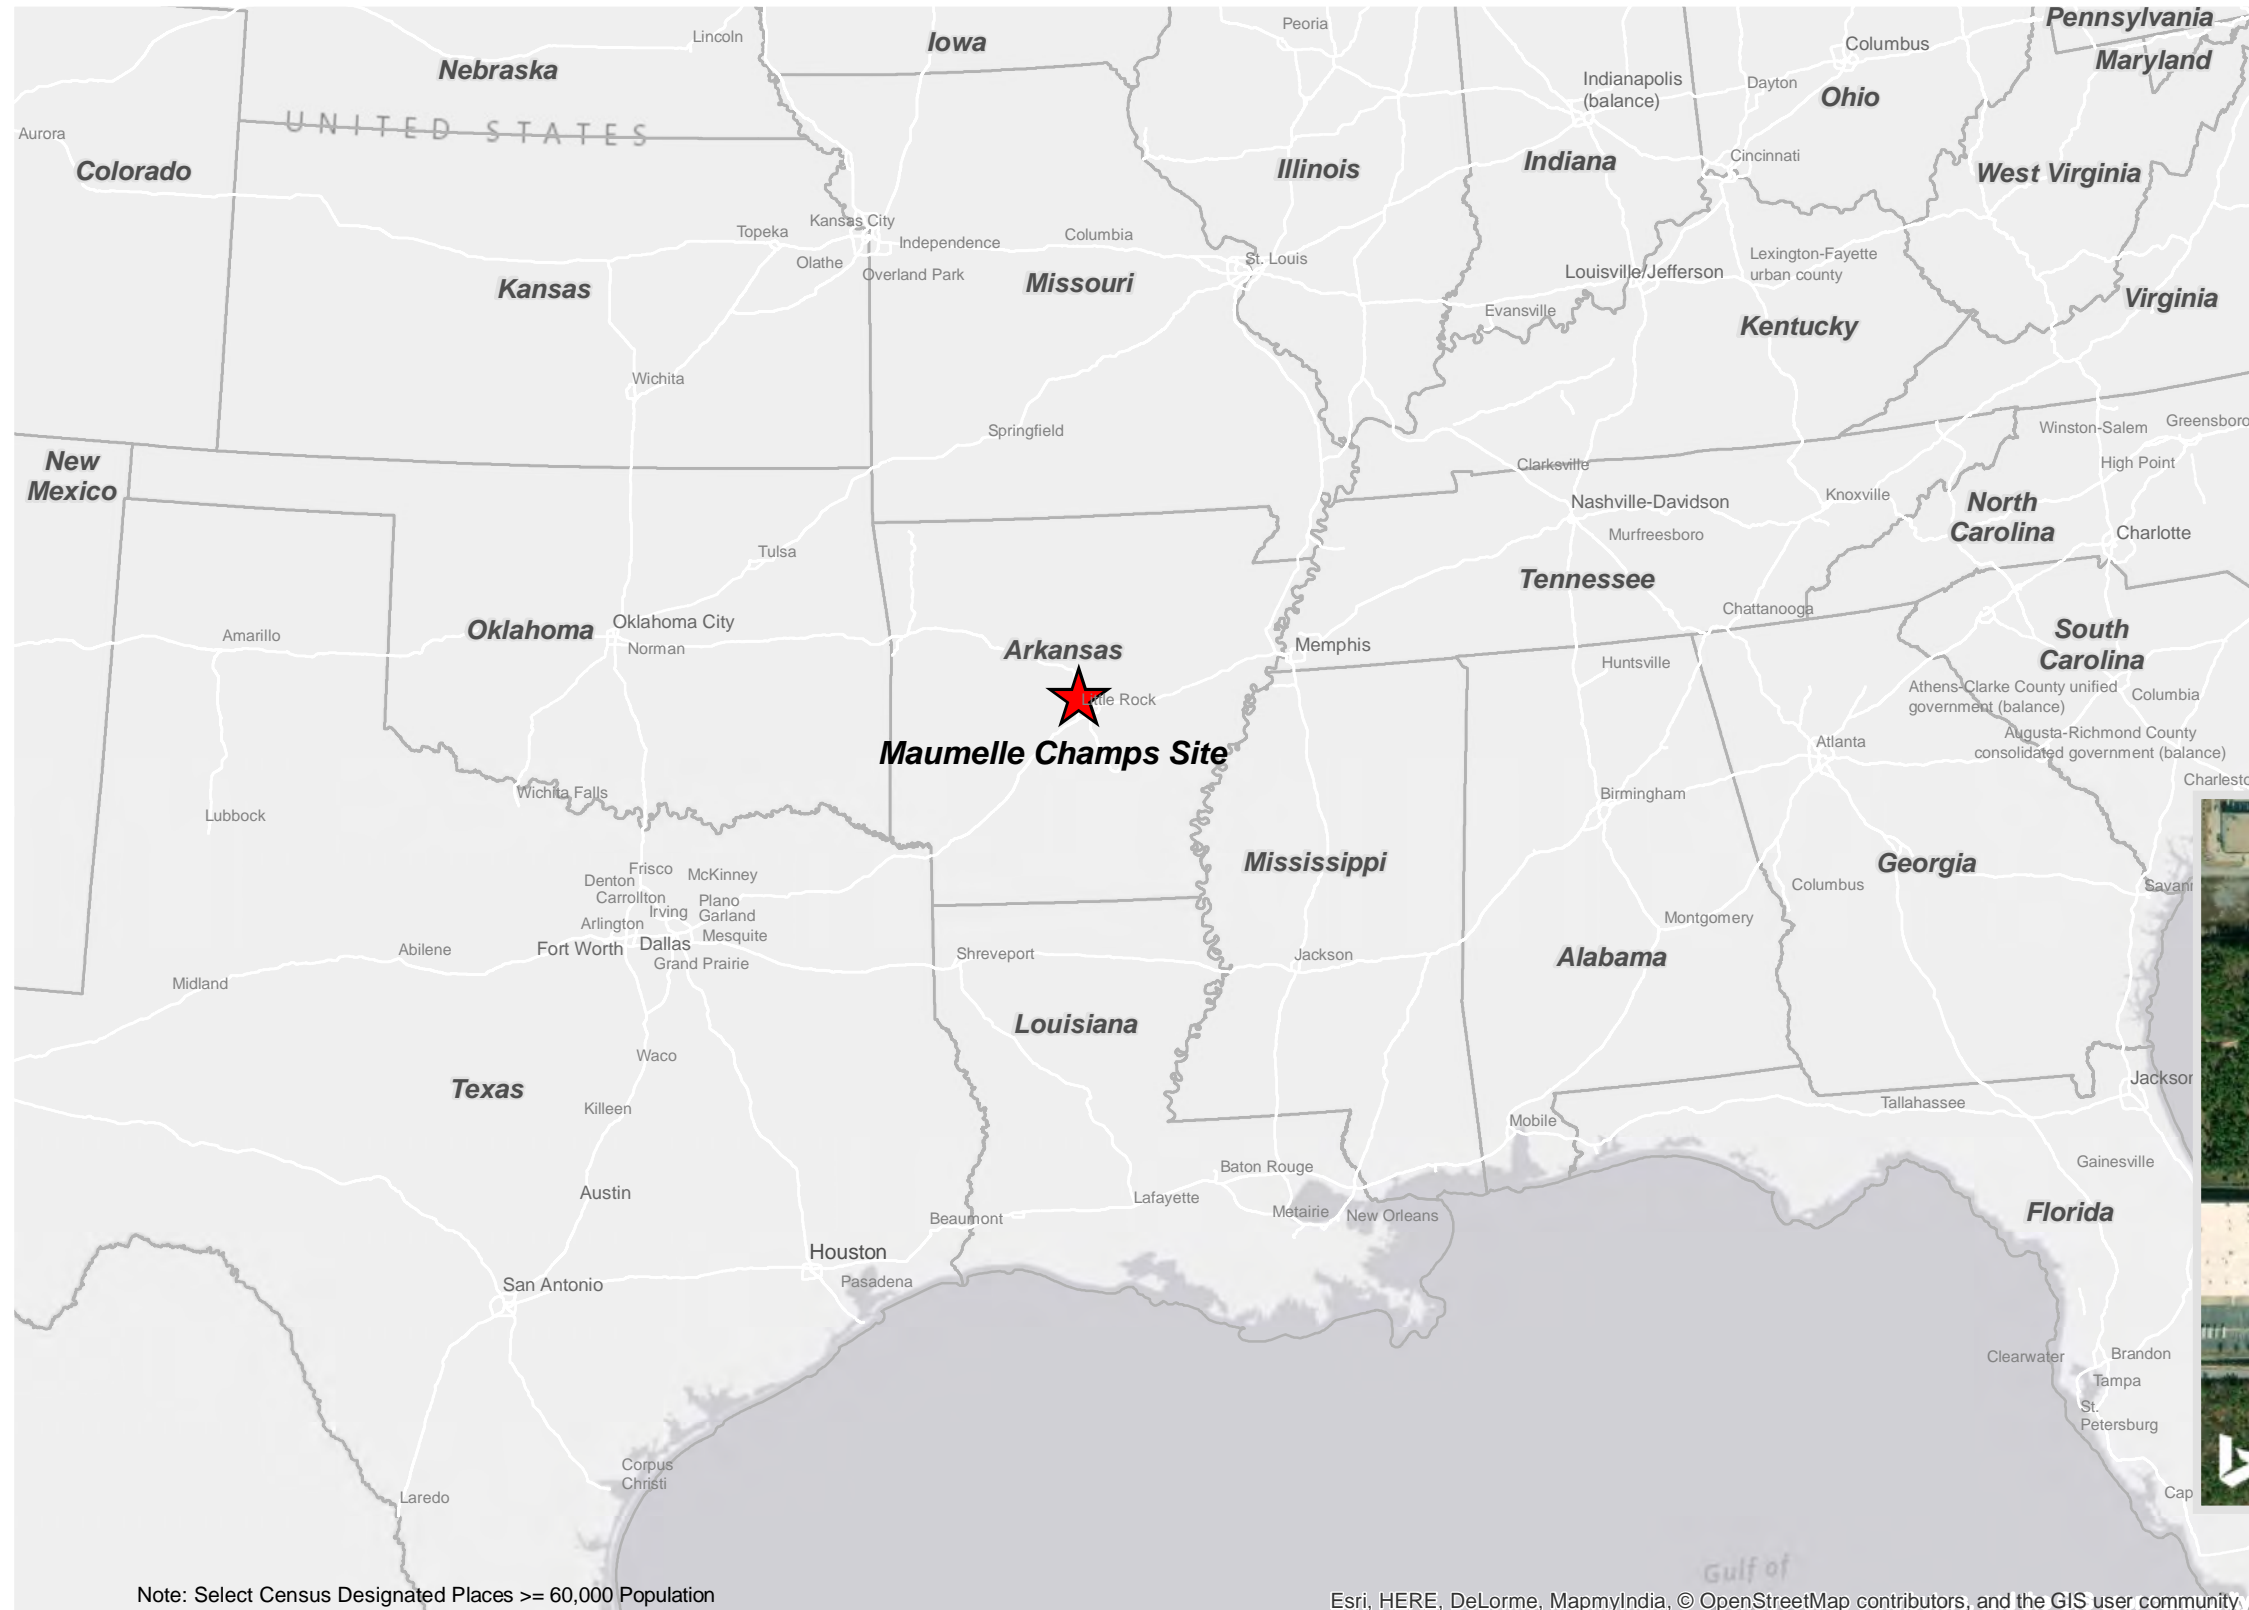 Pennsylvania
Peoria
Lincoln
Iowa
Columbus
Maryland
Nebraska
Indianapolis
(balance)
Dayton
Ohio
UNITED STATES
Aurora
Colorado
Illinois
Indiana
Cincinnati
West Virginia
Kansas City
Topeka
Independence
Columbia
Olathe
Overland Park
St. Louis
Lexington-Fayette
urban county
Louisville/Jefferson
Kansas
Missouri
Virginia
Evansville
Kentucky
Wichita
Springfield
Winston-Salem
Greensboro
New
Mexico
Clarksville
High Point
Nashville-Davidson
Knoxville
North
Carolina
Murfreesboro
Charlotte
Tulsa
Tennessee
Chattanooga
Oklahoma
Oklahoma City
Amarillo
Norman
Arkansas
Memphis
South
Carolina
Huntsville
Little Rock
Athens-Clarke County unified
government (balance)
Columbia
Maumelle Champs Site
Augusta-Richmond County
consolidated government (balance)
Atlanta
Charlesto
Wichita Falls
Birmingham
Lubbock
Frisco
McKinney
Denton
Carrollton
Plano
Irving
Garland
Arlington
Mesquite
Fort Worth
Dallas
Grand Prairie
Mississippi
Georgia
Columbus
Savann
Montgomery
Abilene
Shreveport
Jackson
Alabama
Midland
Louisiana
Waco
Texas
Jackson
Killeen
Tallahassee
Mobile
Baton Rouge
Gainesville
Austin
Lafayette
Beaumont
Metairie
New Orleans
Florida
Houston
Pasadena
San Antonio
Clearwater
Brandon
Tampa
St.
Petersburg
Corpus
Christi
Laredo
Cap
Gulf of
Note: Select Census Designated Places >= 60,000 Population
Esri, HERE, DeLorme, MapmyIndia, © OpenStreetMap contributors, and the GIS user community